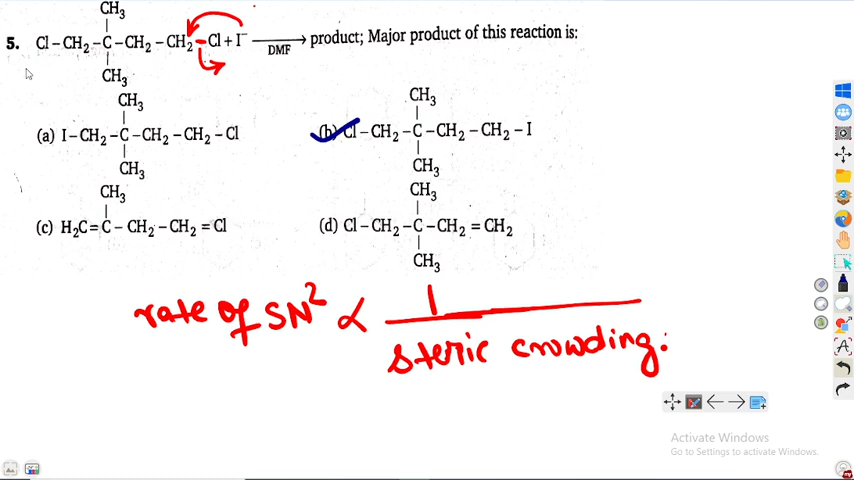 CH₃
5. Cl–CH₂–C–CH₂–CH₂–Cl + I⁻ → product; Major product of this reaction is:
DMF
CH₃
CH₃
CH₃
(a) I–CH₂–C–CH₂–CH₂–Cl
(b) Cl–CH₂–C–CH₂–CH₂–I
CH₃
CH₃
CH₃
CH₃
(c) H₂C=C–CH₂–CH₂=Cl
(d) Cl–CH₂–C–CH₂=CH₂
CH₃
rate of SN² ∝ 1
steric crowding.
Activate Windows
Go to Settings to activate Windows.